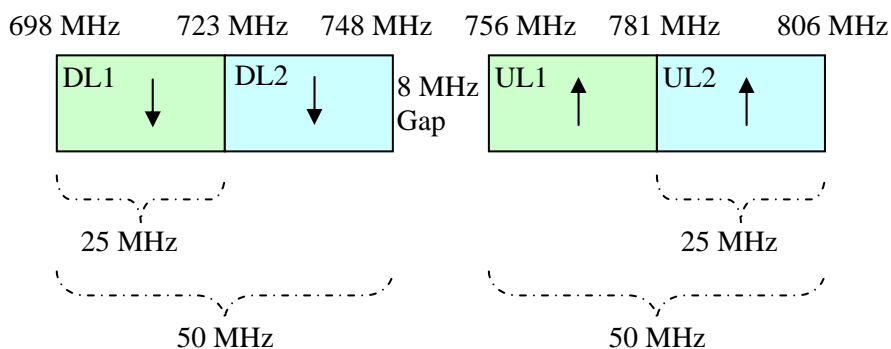 698 MHz 723 MHz 748 MHz 756 MHz 781 MHz 806 MHz
DL1 DL2 8 MHz UL1 UL2
Gap
25 MHz 25 MHz
50 MHz 50 MHz